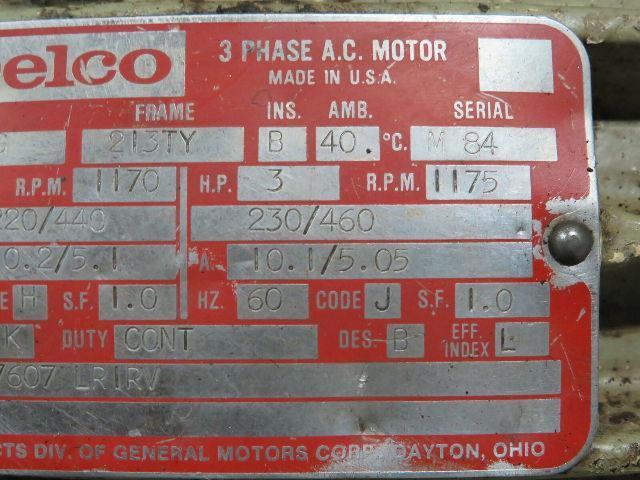 elco
3 PHASE A.C. MOTOR
MADE IN U.S.A.
FRAME INS. AMB. SERIAL
213TY B 40. °C. M 84
R.P.M. 1170 H.P. 3 R.P.M. 1175
220/440 230/460
0.2/5.1 A. 10.1/5.05
E H S.F. 1.0 HZ. 60 CODE J S.F. 1.0
K DUTY CONT DES. B EFF. INDEX L
7607 LR1RV
CTS DIV. OF GENERAL MOTORS CORP. DAYTON, OHIO